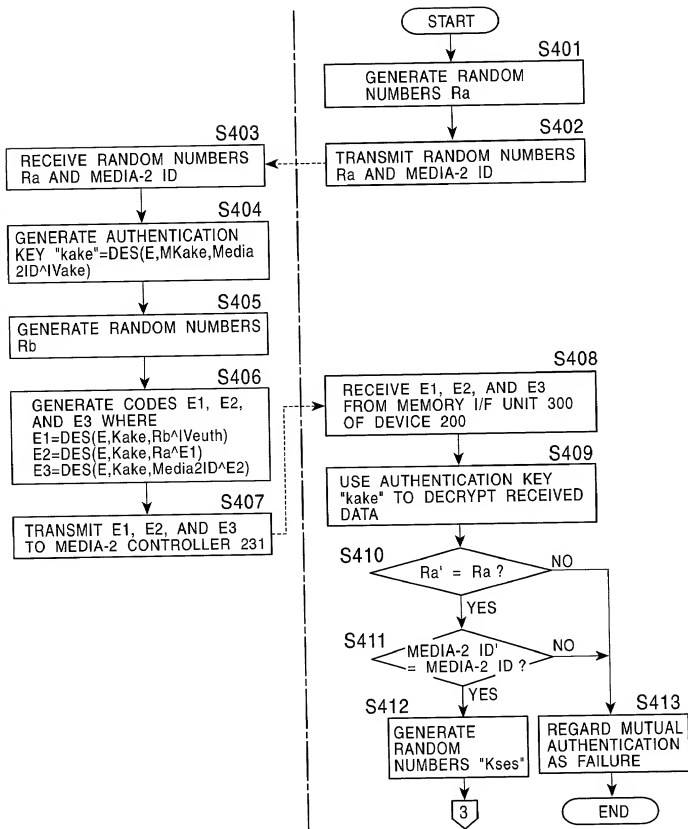 START
S401
GENERATE RANDOM
NUMBERS Ra
S402
TRANSMIT RANDOM NUMBERS
Ra AND MEDIA-2 ID
S403
RECEIVE RANDOM NUMBERS
Ra AND MEDIA-2 ID
S404
GENERATE AUTHENTICATION
KEY "kake"=DES(E,MKake,Media
2ID^IVake)
S405
GENERATE RANDOM NUMBERS
Rb
S406
GENERATE CODES E1, E2,
AND E3 WHERE
E1=DES(E,Kake,Rb^IVeuth)
E2=DES(E,Kake,Ra^E1)
E3=DES(E,Kake,Media2ID^E2)
S407
TRANSMIT E1, E2, AND E3
TO MEDIA-2 CONTROLLER 231
S408
RECEIVE E1, E2, AND E3
FROM MEMORY I/F UNIT 300
OF DEVICE 200
S409
USE AUTHENTICATION KEY
"kake" TO DECRYPT RECEIVED
DATA
S410
Ra' = Ra ?
NO
YES
S411
MEDIA-2 ID'
= MEDIA-2 ID ?
NO
YES
S412
GENERATE
RANDOM
NUMBERS "Kses"
3
S413
REGARD MUTUAL
AUTHENTICATION
AS FAILURE
END